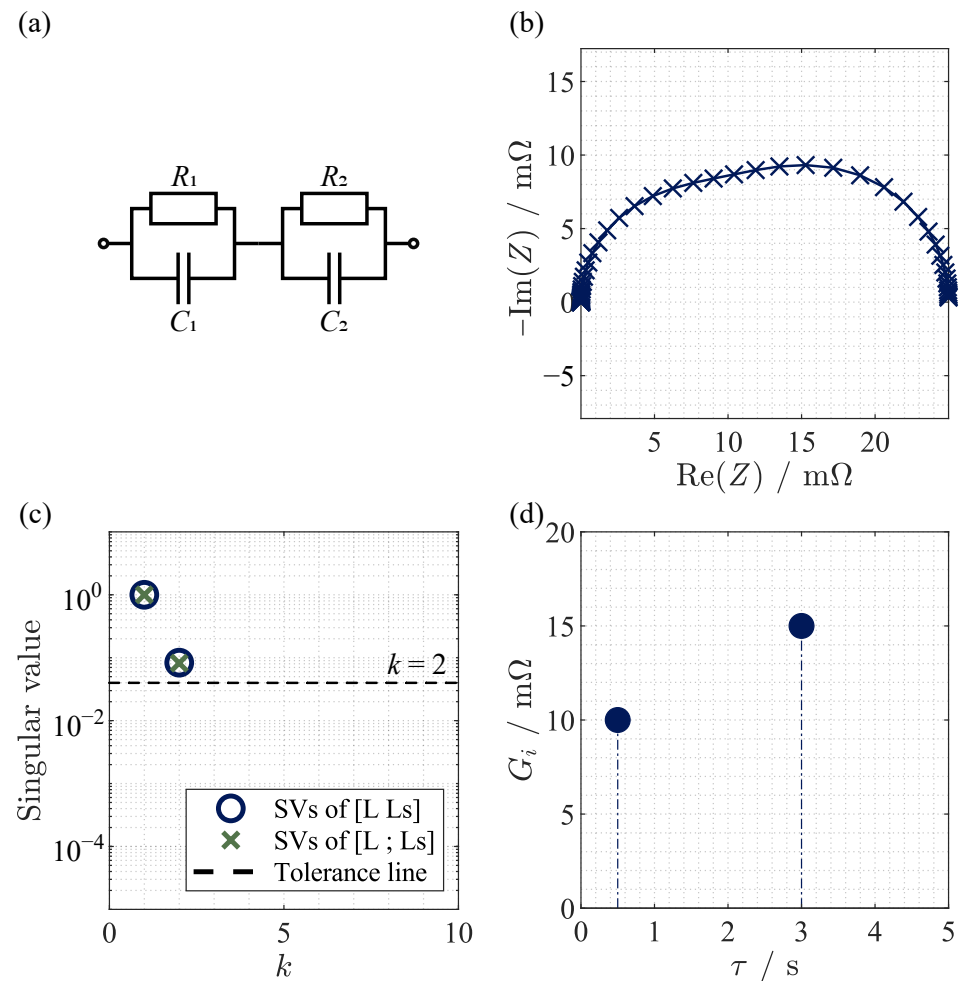 (a)
R₁
R₂
C₁
C₂
(b)
−Im(Z) / mΩ
15
10
5
0
−5
5
10
15
20
Re(Z) / mΩ
(c)
Singular value
10⁰
10⁻²
10⁻⁴
k = 2
SVs of [L Ls]
SVs of [L ; Ls]
Tolerance line
0
5
10
k
(d)
Gᵢ / mΩ
20
15
10
5
0
0
1
2
3
4
5
τ / s